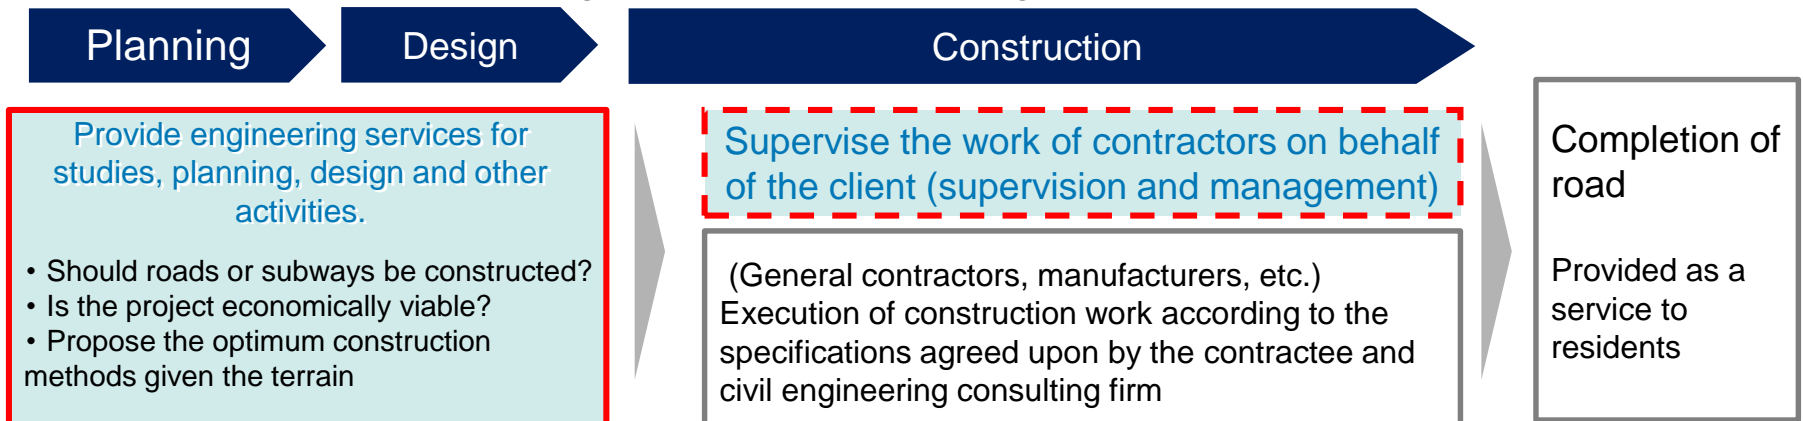 Planning
Design
Construction
Provide engineering services for
studies, planning, design and other
activities.
• Should roads or subways be constructed?
• Is the project economically viable?
• Propose the optimum construction
methods given the terrain
Supervise the work of contractors on behalf
of the client (supervision and management)
(General contractors, manufacturers, etc.)
Execution of construction work according to the
specifications agreed upon by the contractee and
civil engineering consulting firm
Completion of
road
Provided as a
service to
residents